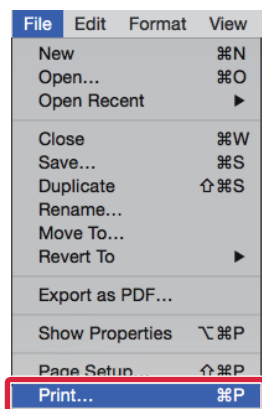 File Edit Format View
New ⌘N
Open... ⌘O
Open Recent ▶
Close ⌘W
Save... ⌘S
Duplicate ⇧⌘S
Rename...
Move To...
Revert To ▶
Export as PDF...
Show Properties ⌥⌘P
Page Setup... ⇧⌘P
Print... ⌘P